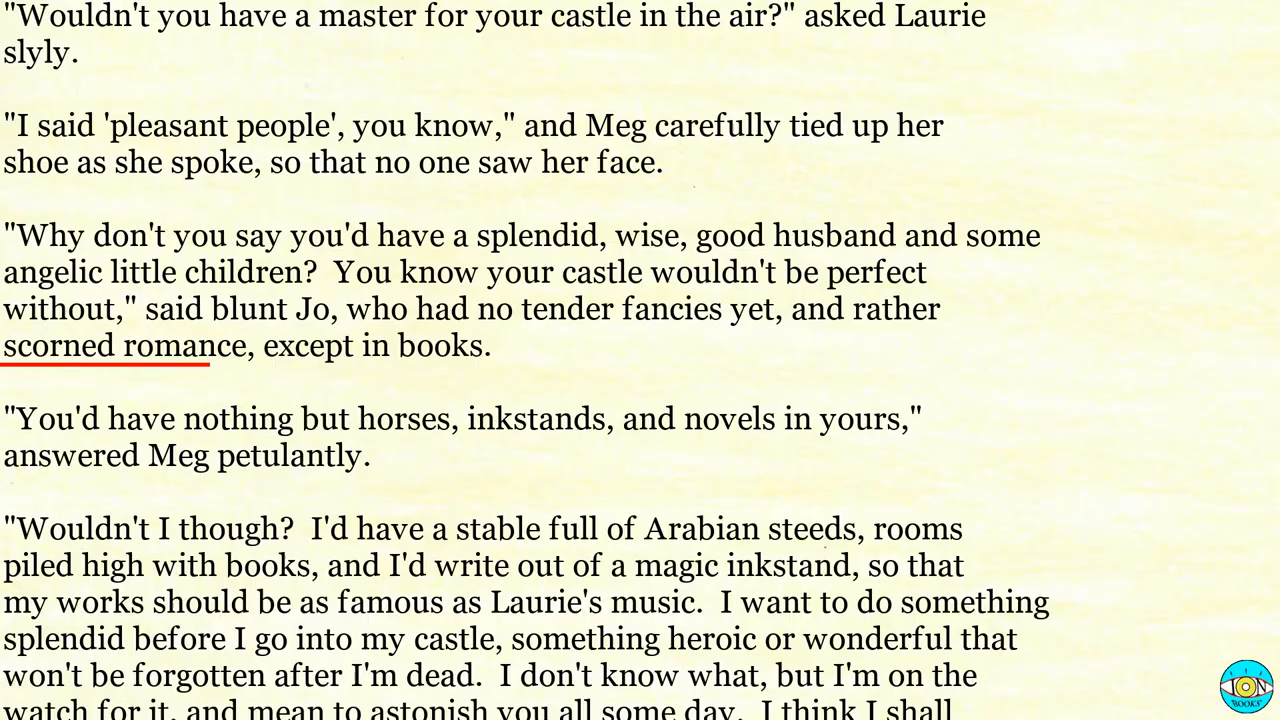 "Wouldn't you have a master for your castle in the air?" asked Laurie
slyly.
"I said 'pleasant people', you know," and Meg carefully tied up her
shoe as she spoke, so that no one saw her face.
"Why don't you say you'd have a splendid, wise, good husband and some
angelic little children?  You know your castle wouldn't be perfect
without," said blunt Jo, who had no tender fancies yet, and rather
scorned romance, except in books.
"You'd have nothing but horses, inkstands, and novels in yours,"
answered Meg petulantly.
"Wouldn't I though?  I'd have a stable full of Arabian steeds, rooms
piled high with books, and I'd write out of a magic inkstand, so that
my works should be as famous as Laurie's music.  I want to do something
splendid before I go into my castle, something heroic or wonderful that
won't be forgotten after I'm dead.  I don't know what, but I'm on the
watch for it, and mean to astonish you all some day.  I think I shall
ION
BOOKS